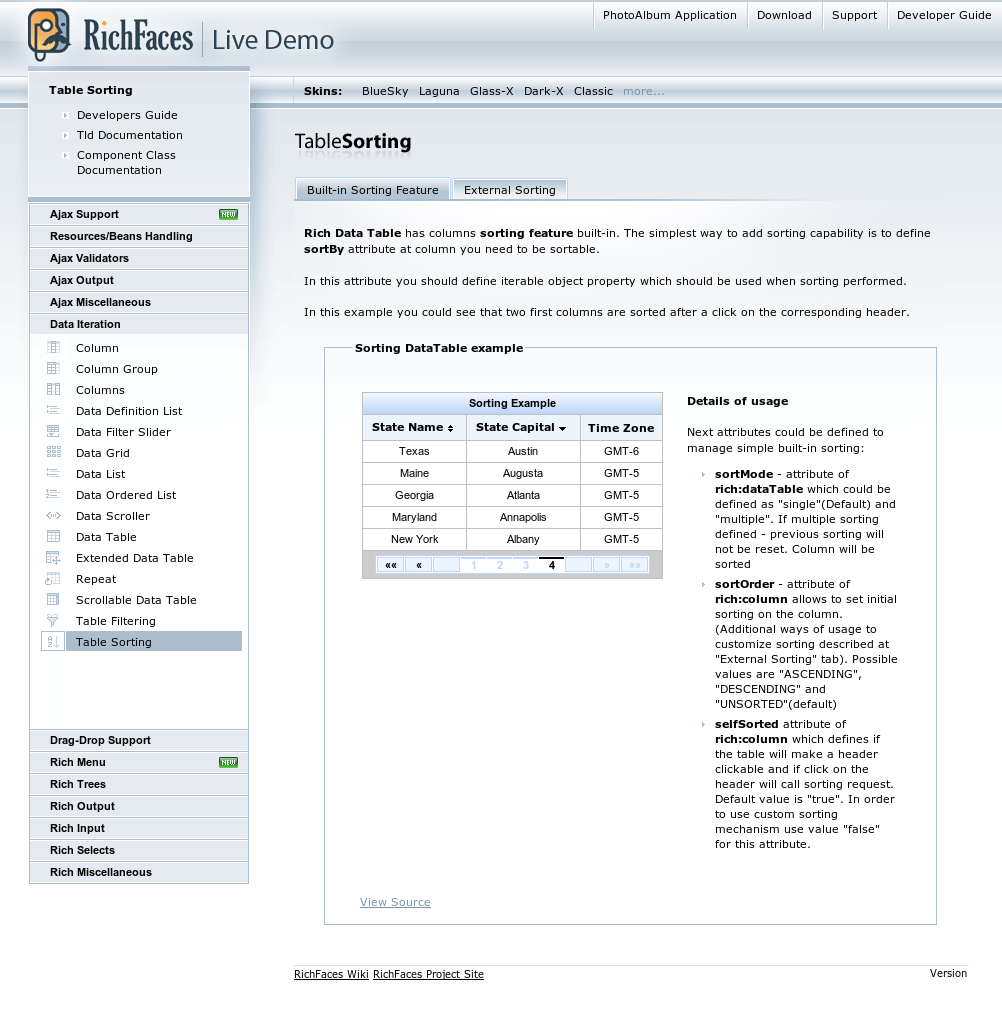 RichFaces Live Demo
PhotoAlbum Application
Download
Support
Developer Guide
Skins: BlueSky Laguna Glass-X Dark-X Classic more...
Table Sorting
Developers Guide
Tld Documentation
Component Class
Documentation
Ajax Support NEW
Resources/Beans Handling
Ajax Validators
Ajax Output
Ajax Miscellaneous
Data Iteration
Column
Column Group
Columns
Data Definition List
Data Filter Slider
Data Grid
Data List
Data Ordered List
Data Scroller
Data Table
Extended Data Table
Repeat
Scrollable Data Table
Table Filtering
Table Sorting
Drag-Drop Support
Rich Menu NEW
Rich Trees
Rich Output
Rich Input
Rich Selects
Rich Miscellaneous
TableSorting
Built-in Sorting Feature
External Sorting
Rich Data Table has columns sorting feature built-in. The simplest way to add sorting capability is to define
sortBy attribute at column you need to be sortable.
In this attribute you should define iterable object property which should be used when sorting performed.
In this example you could see that two first columns are sorted after a click on the corresponding header.
Sorting DataTable example
Sorting Example
State Name State Capital Time Zone
Texas Austin GMT-6
Maine Augusta GMT-5
Georgia Atlanta GMT-5
Maryland Annapolis GMT-5
New York Albany GMT-5
«« « 1 2 3 4 » »»
Details of usage
Next attributes could be defined to
manage simple built-in sorting:
sortMode - attribute of
rich:dataTable which could be
defined as "single"(Default) and
"multiple". If multiple sorting
defined - previous sorting will
not be reset. Column will be
sorted
sortOrder - attribute of
rich:column allows to set initial
sorting on the column.
(Additional ways of usage to
customize sorting described at
"External Sorting" tab). Possible
values are "ASCENDING",
"DESCENDING" and
"UNSORTED"(default)
selfSorted attribute of
rich:column which defines if
the table will make a header
clickable and if click on the
header will call sorting request.
Default value is "true". In order
to use custom sorting
mechanism use value "false"
for this attribute.
View Source
RichFaces Wiki RichFaces Project Site
Version